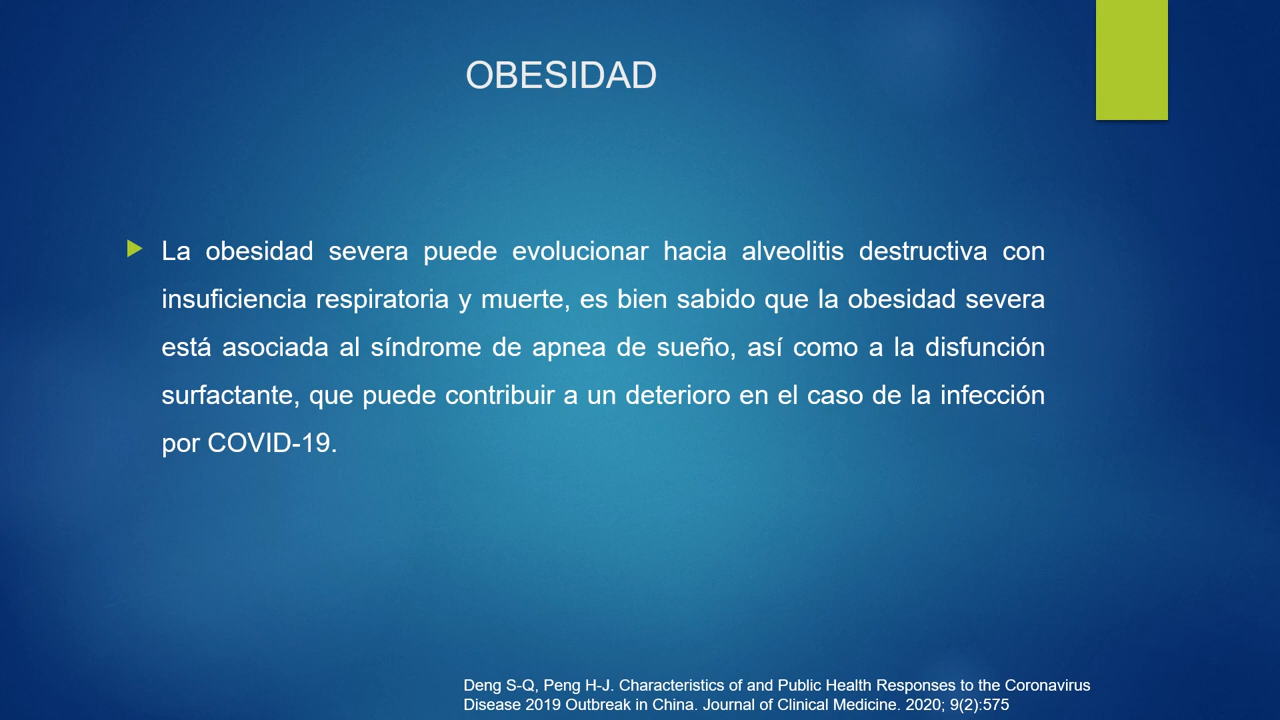 OBESIDAD
La obesidad severa puede evolucionar hacia alveolitis destructiva con
insuficiencia respiratoria y muerte, es bien sabido que la obesidad severa
está asociada al síndrome de apnea de sueño, así como a la disfunción
surfactante, que puede contribuir a un deterioro en el caso de la infección
por COVID-19.
Deng S-Q, Peng H-J. Characteristics of and Public Health Responses to the Coronavirus
Disease 2019 Outbreak in China. Journal of Clinical Medicine. 2020; 9(2):575